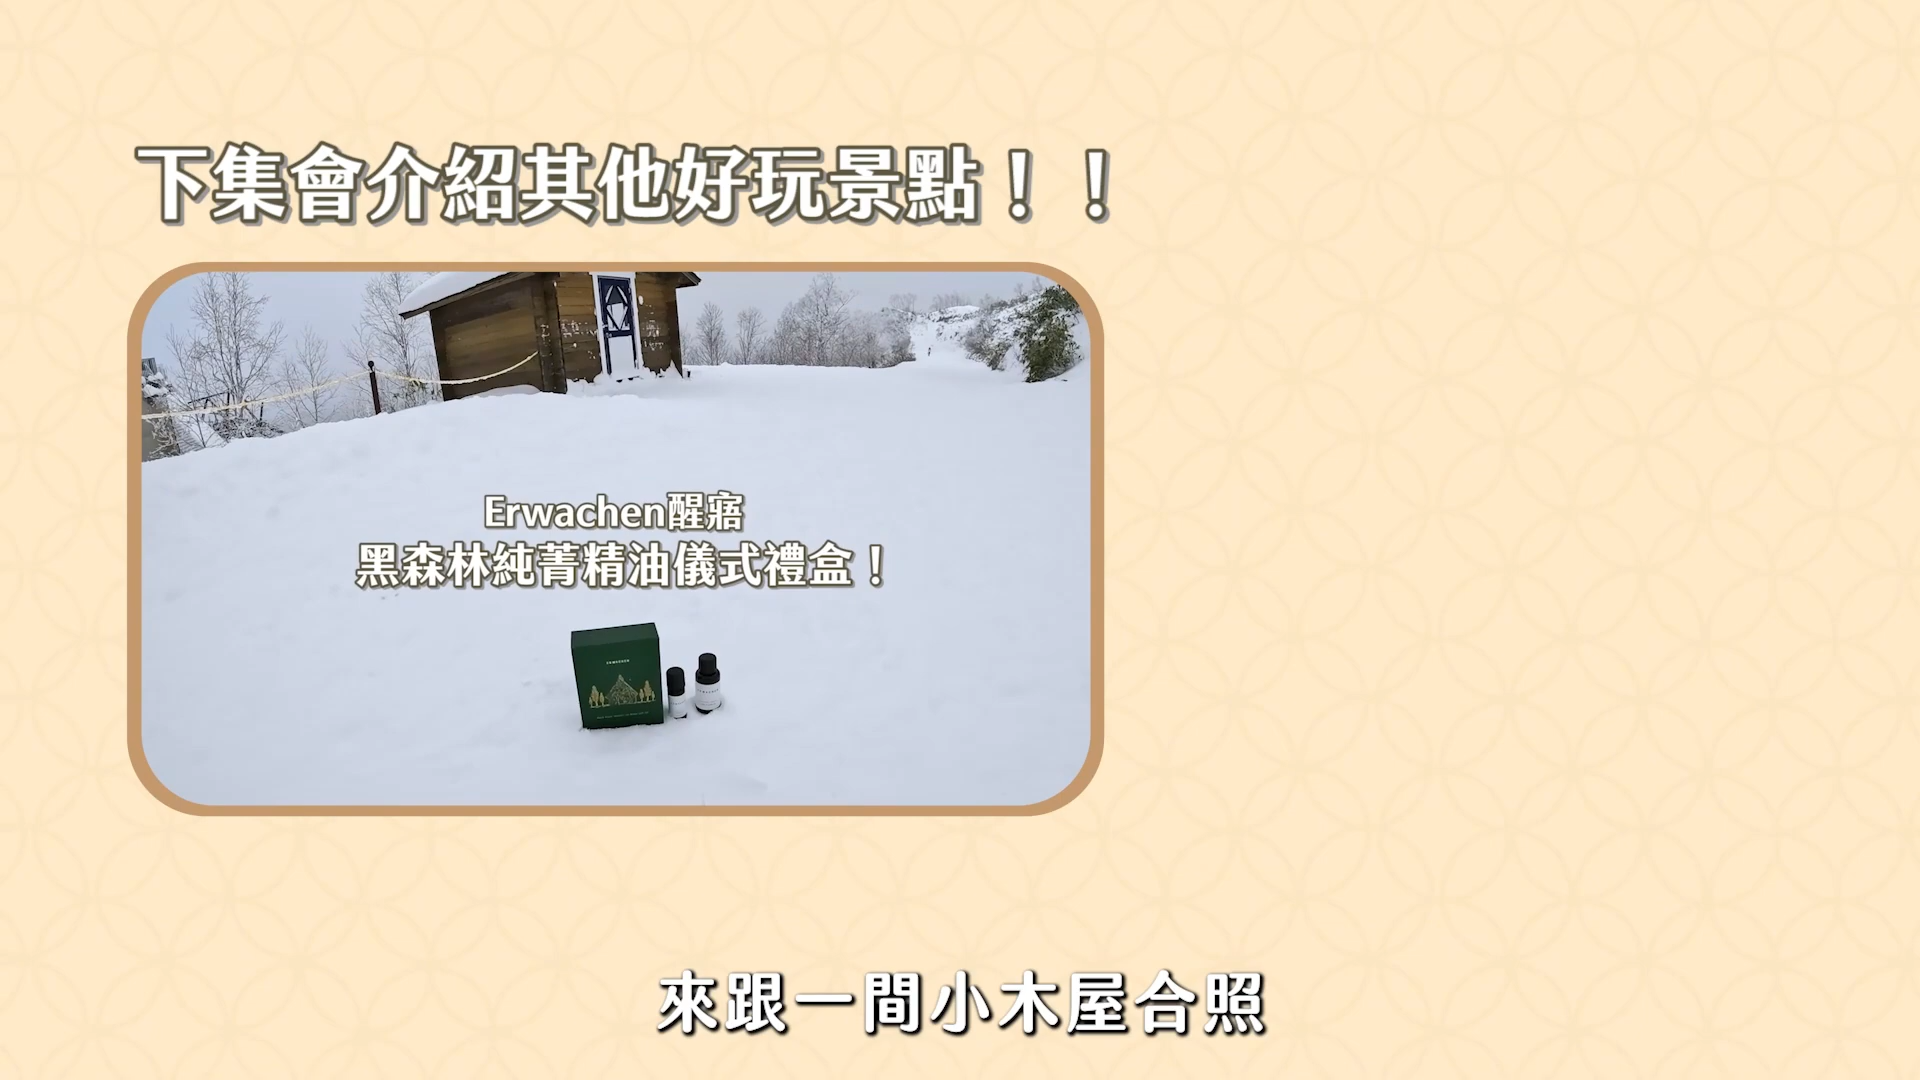 下集會介紹其他好玩景點！！
Erwachen醒寤
黑森林純菁精油儀式禮盒！
ERWACHEN
來跟一間小木屋合照